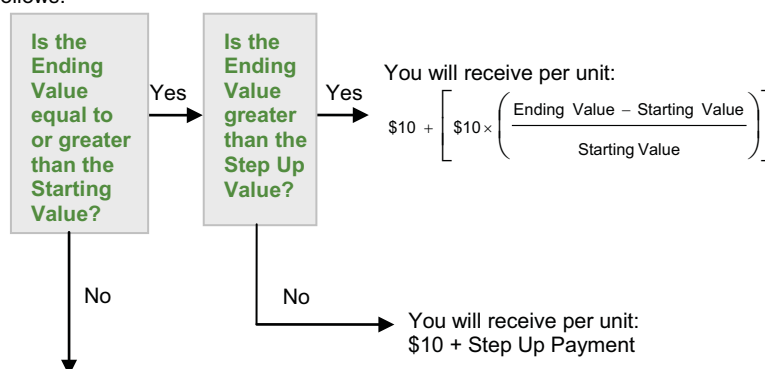 ollows:
Is the
Ending
Value
equal to
or greater
than the
Starting
Value?
Yes
Is the
Ending
Value
greater
than the
Step Up
Value?
Yes
You will receive per unit:
$10 + [ $10 × ( Ending Value – Starting Value
Starting Value ) ]
No
No
You will receive per unit:
$10 + Step Up Payment